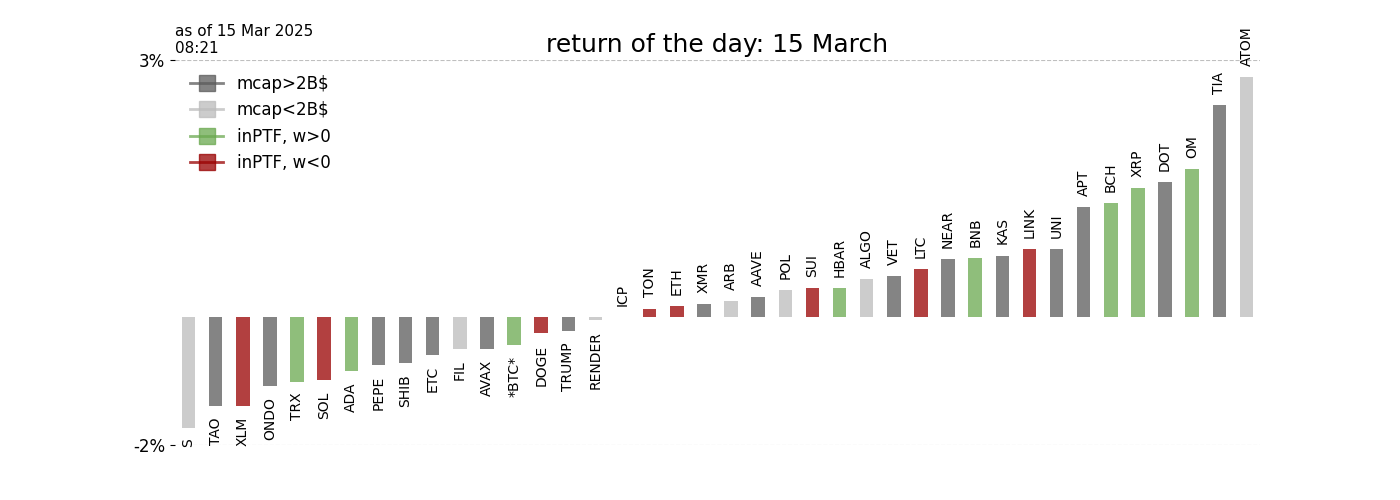 as of 15 Mar 2025
08:21
return of the day: 15 March
3%
mcap>2B$
mcap<2B$
inPTF, w>0
inPTF, w<0
-2%
S
TAO
XLM
ONDO
TRX
SOL
ADA
PEPE
SHIB
ETC
FIL
AVAX
*BTC*
DOGE
TRUMP
RENDER
ICP
TON
ETH
XMR
ARB
AAVE
POL
SUI
HBAR
ALGO
VET
LTC
NEAR
BNB
KAS
LINK
UNI
APT
BCH
XRP
DOT
OM
TIA
ATOM